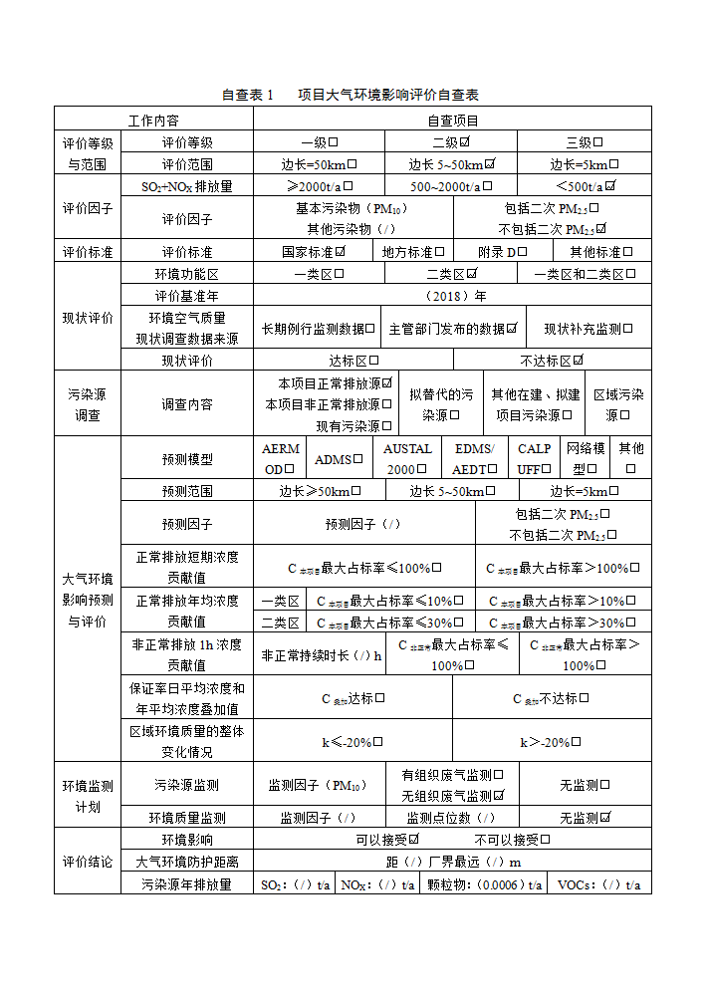 自查表 1 项目大气环境影响评价自查表
工作内容 自查项目
评价等级与范围 评价等级 一级□ 二级☑ 三级□
评价范围 边长=50km□ 边长 5~50km☑ 边长=5km□
评价因子 SO₂+NOX 排放量 ≥2000t/a□ 500~2000t/a□ <500t/a☑
评价因子 基本污染物（PM₁₀） 包括二次 PM₂.₅□
其他污染物（/） 不包括二次 PM₂.₅☑
评价标准 评价标准 国家标准☑ 地方标准□ 附录 D□ 其他标准□
现状评价 环境功能区 一类区□ 二类区☑ 一类区和二类区□
评价基准年 （2018）年
环境空气质量
现状调查数据来源 长期例行监测数据□ 主管部门发布的数据☑ 现状补充监测□
现状评价 达标区□ 不达标区☑
污染源
调查 调查内容 本项目正常排放源☑
本项目非正常排放源□
现有污染源□ 拟替代的污
染源□ 其他在建、拟建
项目污染源□ 区域污染
源□
大气环境
影响预测
与评价 预测模型 AERM
OD□ ADMS□ AUSTAL
2000□ EDMS/
AEDT□ CALP
UFF□ 网络模
型□ 其他
□
预测范围 边长≥50km□ 边长 5~50km□ 边长=5km□
预测因子 预测因子（/） 包括二次 PM₂.₅□
不包括二次 PM₂.₅□
正常排放短期浓度
贡献值 C 本项目最大占标率≤100%□ C 本项目最大占标率>100%□
正常排放年均浓度
贡献值 一类区 C 本项目最大占标率≤10%□ C 本项目最大占标率>10%□
二类区 C 本项目最大占标率≤30%□ C 本项目最大占标率>30%□
非正常排放 1h 浓度
贡献值 非正常持续时长（/）h C 非正常最大占标率≤
100%□ C 非正常最大占标率>
100%□
保证率日平均浓度和
年平均浓度叠加值 C 叠加达标□ C 叠加不达标□
区域环境质量的整体
变化情况 k≤-20%□ k>-20%□
环境监测
计划 污染源监测 监测因子（PM₁₀） 有组织废气监测□
无组织废气监测☑ 无监测□
环境质量监测 监测因子（/） 监测点位数（/） 无监测☑
评价结论 环境影响 可以接受☑ 不可以接受□
大气环境防护距离 距（/）厂界最远（/）m
污染源年排放量 SO₂：（/）t/a NOX：（/）t/a 颗粒物：（0.0006）t/a VOCs：（/）t/a